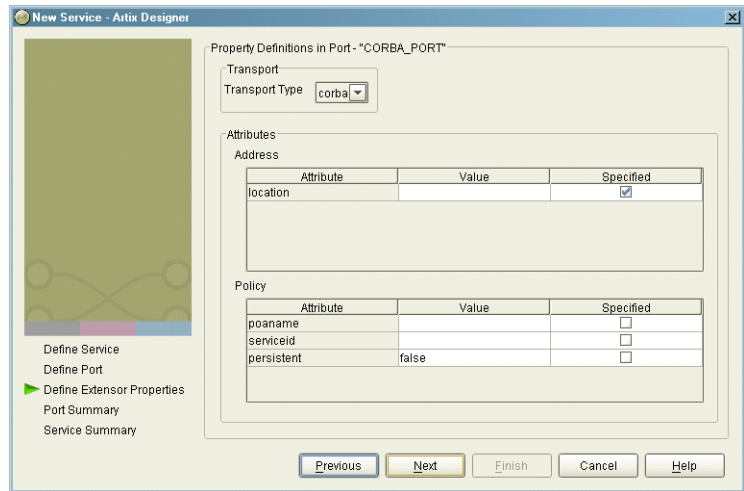 New Service - Artix Designer
Property Definitions in Port - "CORBA_PORT"
Transport
Transport Type corba
Attributes
Address
Attribute Value Specified
location
Policy
Attribute Value Specified
poaname
serviceid
persistent false
Define Service
Define Port
Define Extensor Properties
Port Summary
Service Summary
Previous Next Finish Cancel Help